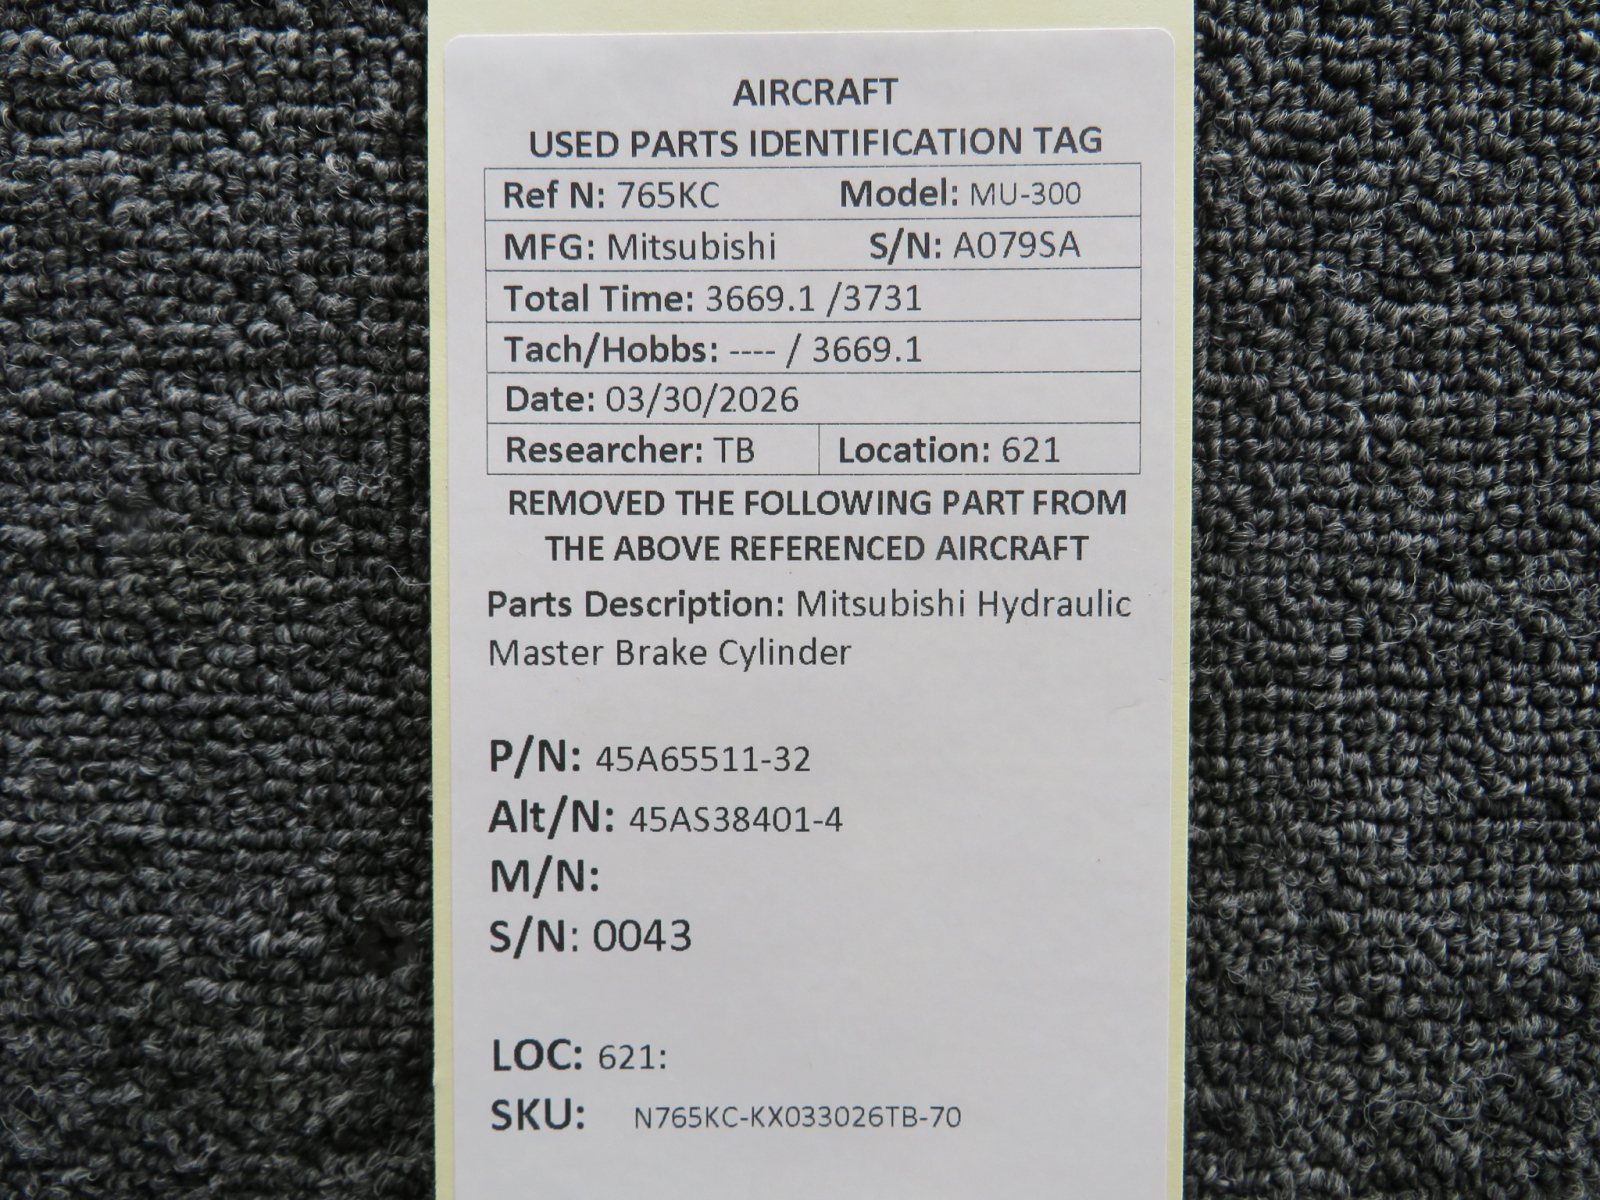 AIRCRAFT
USED PARTS IDENTIFICATION TAG
Ref N: 765KC Model: MU-300
MFG: Mitsubishi S/N: A079SA
Total Time: 3669.1 /3731
Tach/Hobbs: ---- / 3669.1
Date: 03/30/2026
Researcher: TB Location: 621
REMOVED THE FOLLOWING PART FROM
THE ABOVE REFERENCED AIRCRAFT
Parts Description: Mitsubishi Hydraulic
Master Brake Cylinder
P/N: 45A65511-32
Alt/N: 45AS38401-4
M/N:
S/N: 0043
LOC: 621:
SKU: N765KC-KX033026TB-70